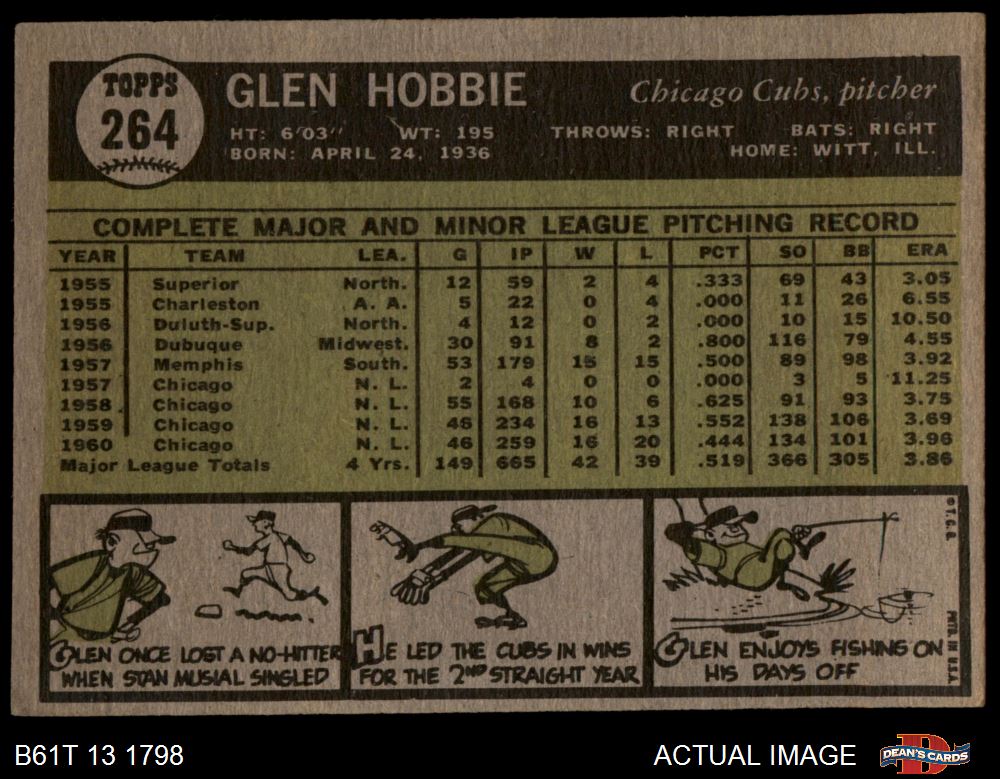 TOPPS
264
GLEN HOBBIE
Chicago Cubs, pitcher
HT: 6'03" WT: 195 THROWS: RIGHT BATS: RIGHT
BORN: APRIL 24, 1936 HOME: WITT, ILL.
COMPLETE MAJOR AND MINOR LEAGUE PITCHING RECORD
YEAR TEAM LEA. G IP W L PCT SO BB ERA
1955 Superior North. 12 59 2 4 .333 69 43 3.05
1955 Charleston A. A. 5 22 0 4 .000 11 26 6.55
1956 Duluth-Sup. North. 4 12 0 2 .000 10 15 10.50
1956 Dubuque Midwest. 30 91 8 2 .800 116 79 4.55
1957 Memphis South. 53 179 15 15 .500 89 98 3.92
1957 Chicago N. L. 2 4 0 0 .000 3 5 11.25
1958 Chicago N. L. 55 168 10 6 .625 91 93 3.75
1959 Chicago N. L. 46 234 16 13 .552 138 106 3.69
1960 Chicago N. L. 46 259 16 20 .444 134 101 3.96
Major League Totals 4 Yrs. 149 665 42 39 .519 366 305 3.86
GLEN ONCE LOST A NO-HITTER
WHEN STAN MUSIAL SINGLED
HE LED THE CUBS IN WINS
FOR THE 2ND STRAIGHT YEAR
GLEN ENJOYS FISHING ON
HIS DAYS OFF
© T. C. G.
PRTD. IN U.S.A.
B61T 13 1798
ACTUAL IMAGE
DEAN'S CARDS